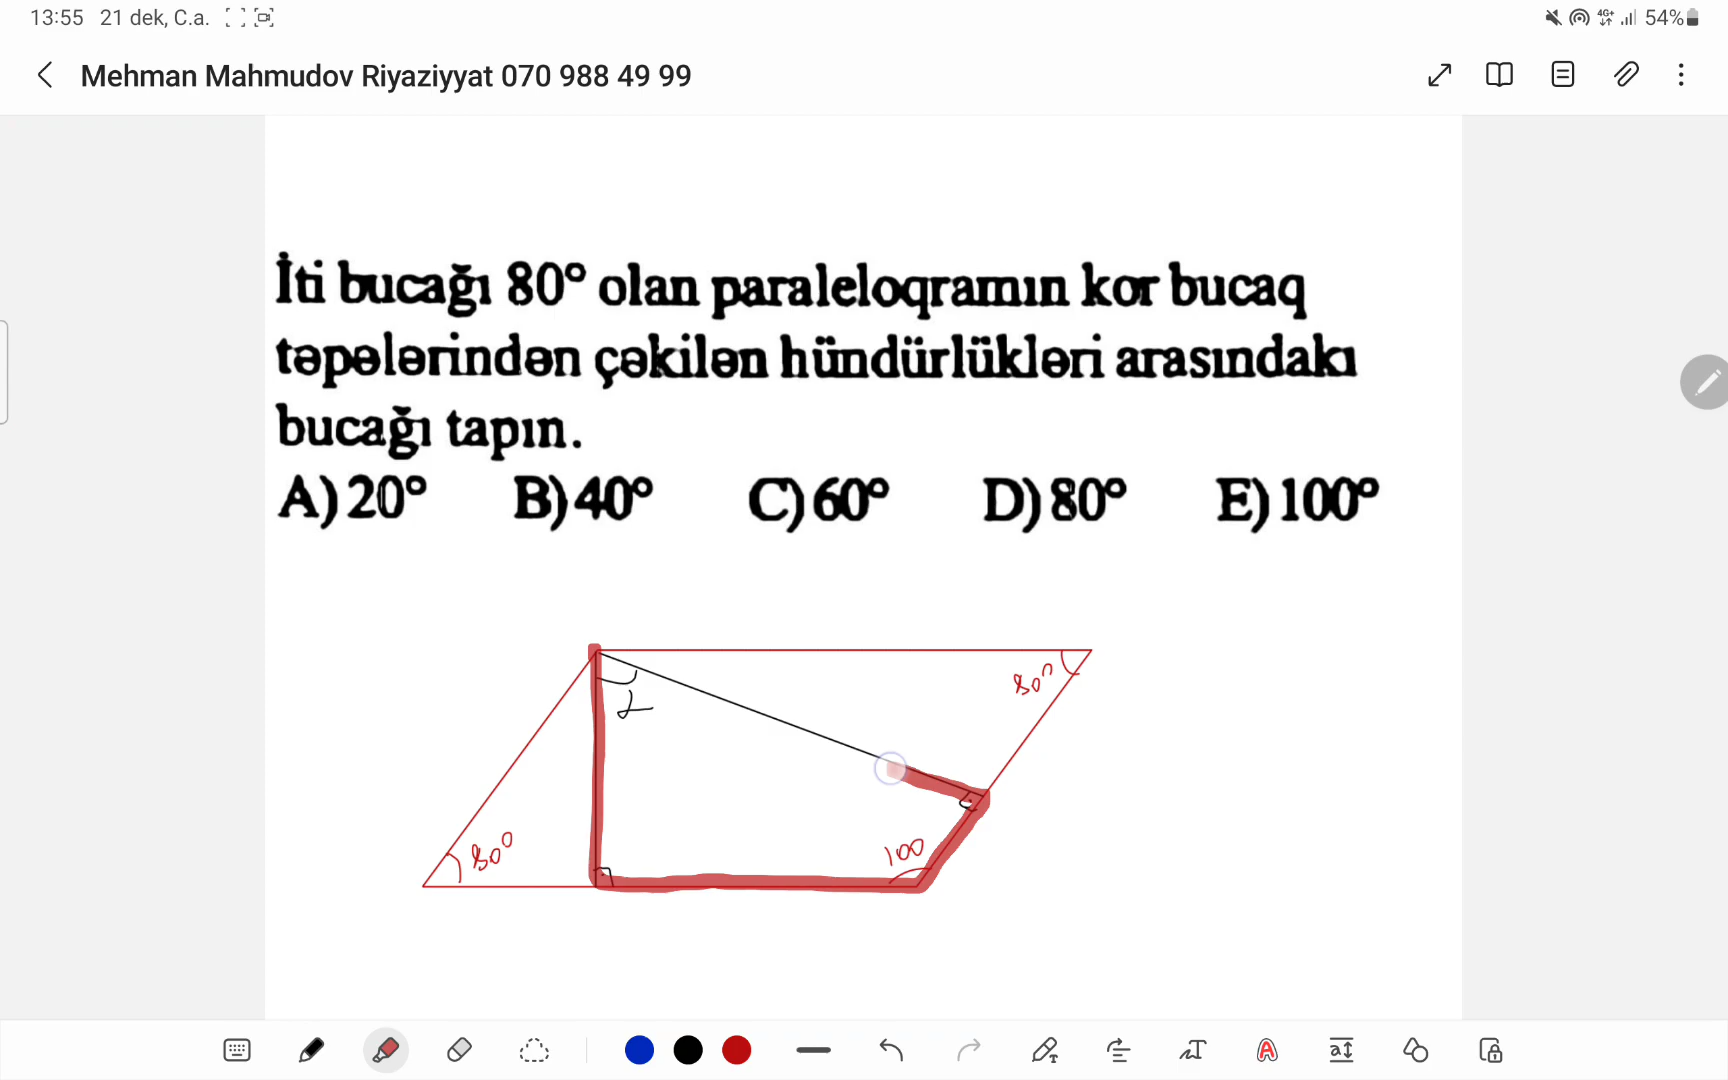 13:55 21 dek, C.a. 4G+ 54%
Mehman Mahmudov Riyaziyyat 070 988 49 99
İti bucağı 80° olan paraleloqramın kor bucaq
təpələrindən çəkilən hündürlükləri arasındakı
bucağı tapın.
A) 20° B) 40° C) 60° D) 80° E) 100°
80°
α
80°
100